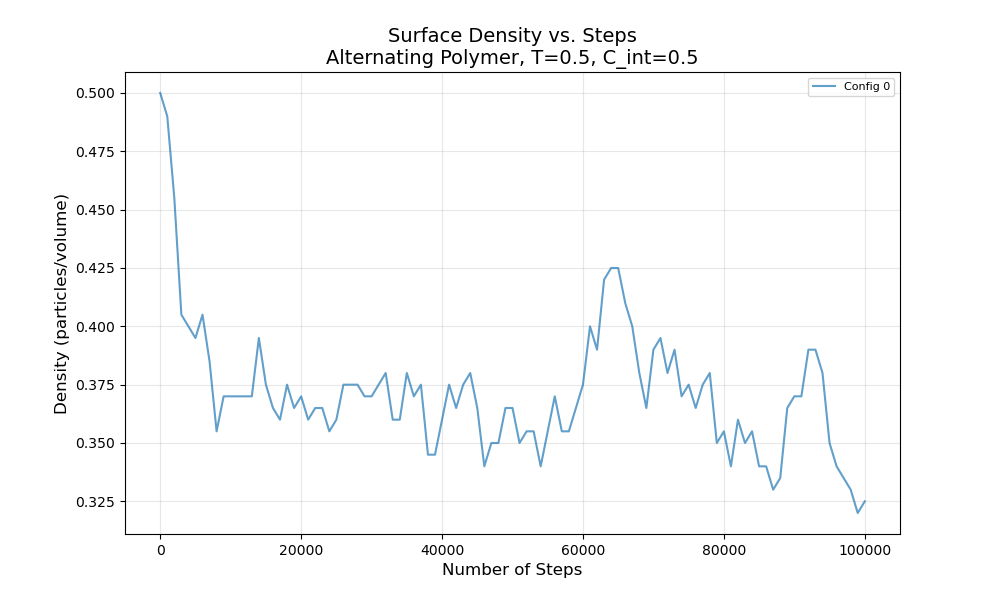 Surface Density vs. Steps
Alternating Polymer, T=0.5, C_int=0.5
Config 0
Density (particles/volume)
0.500
0.475
0.450
0.425
0.400
0.375
0.350
0.325
0 20000 40000 60000 80000 100000
Number of Steps